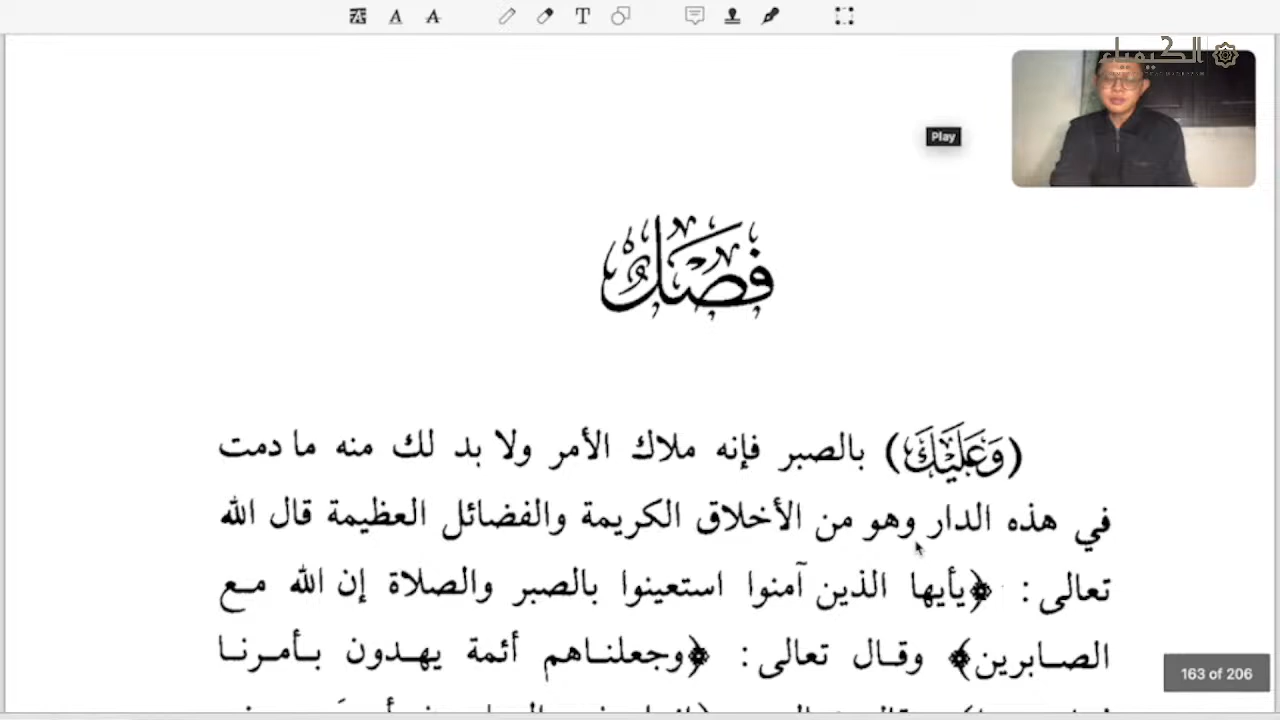 الكيمياء
Play
فصل
(وَعَلَيْكَ) بالصبر فإنه ملاك الأمر ولا بد لك منه ما دمت
في هذه الدار وهو من الأخلاق الكريمة والفضائل العظيمة قال الله
تعالى: ﴿يأيها الذين آمنوا استعينوا بالصبر والصلاة إن الله مع
الصابرين﴾ وقال تعالى: ﴿وجعلناهم أئمة يهدون بأمرنا
163 of 206